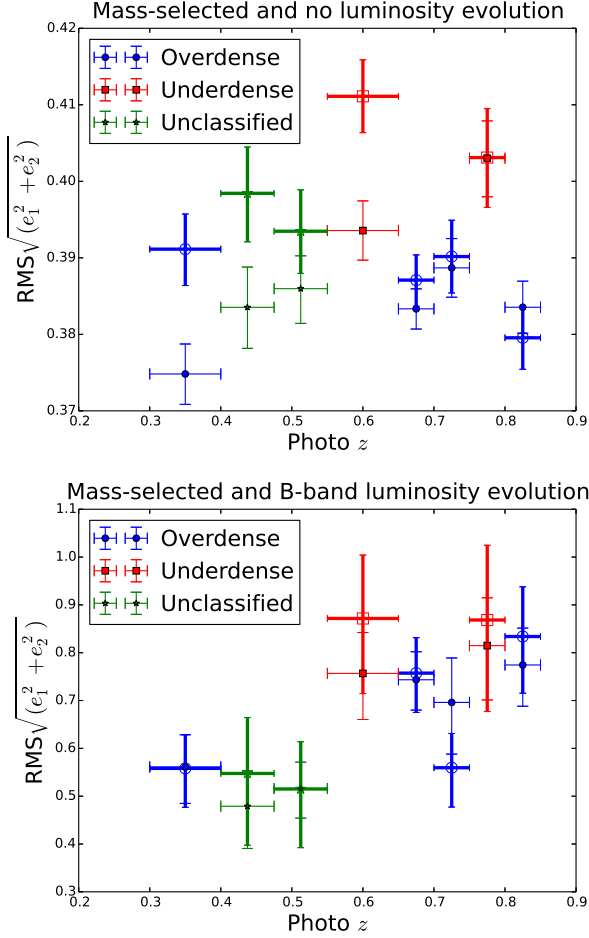 Mass-selected and no luminosity evolution
0.42
0.41
0.40
0.39
0.38
0.37
RMS√(e₁² + e₂²)
Overdense
Underdense
Unclassified
0.2 0.3 0.4 0.5 0.6 0.7 0.8 0.9
Photo z
Mass-selected and B-band luminosity evolution
1.1
1.0
0.9
0.8
0.7
0.6
0.5
0.4
0.3
RMS√(e₁² + e₂²)
Overdense
Underdense
Unclassified
0.2 0.3 0.4 0.5 0.6 0.7 0.8 0.9
Photo z